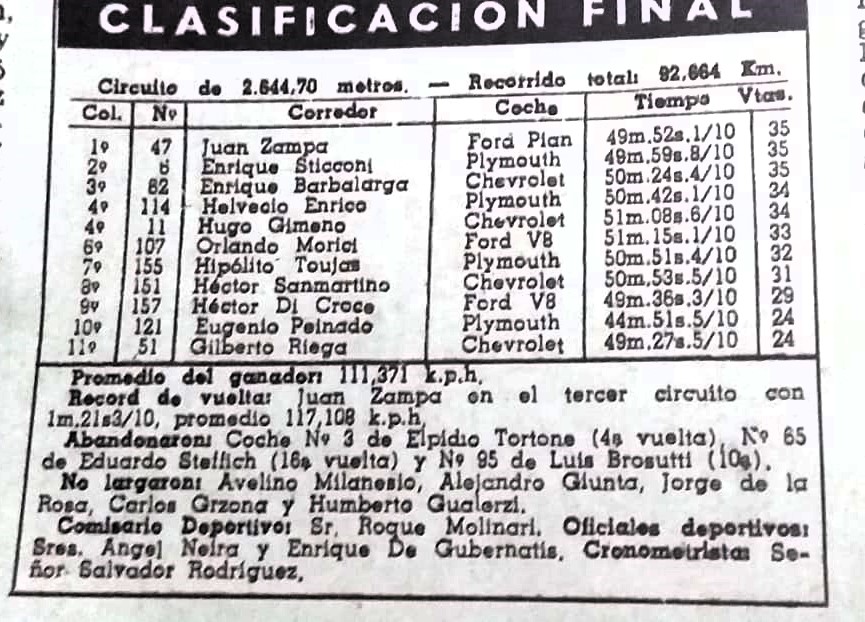 CLASIFICACION FINAL
Circuito de 2.644,70 metros. — Recorrido total: 92,664 Km.
Col. Nº Corredor Coche Tiempo Vtas.
1º 47 Juan Zampa Ford Plan 49m.52s.1/10 35
2º 6 Enrique Sticconi Plymouth 49m.59s.8/10 35
3º 82 Enrique Barbalarga Chevrolet 50m.24s.4/10 35
4º 114 Helvecio Enrico Plymouth 50m.42s.1/10 34
4º 11 Hugo Gimeno Chevrolet 51m.08s.6/10 34
6º 107 Orlando Morici Ford V8 51m.15s.1/10 33
7º 155 Hipólito Toujas Plymouth 50m.51s.4/10 32
8º 151 Héctor Sanmartino Chevrolet 50m,53s.5/10 31
9º 157 Héctor Di Croce Ford V8 49m.36s.3/10 29
10º 121 Eugenio Peinado Plymouth 44m.51s.5/10 24
11º 51 Gilberto Riega Chevrolet 49m.27s.5/10 24
Promedio del ganador: 111,371 k.p.h.
Record de vuelta: Juan Zampa en el tercer circuito con
1m.21s3/10, promedio 117,108 k.p.h.
Abandonaron: Coche Nº 3 de Elpidio Tortone (4ª vuelta), Nº 65
de Eduardo Steffich (16ª vuelta) y Nº 95 de Luis Brosutti (10ª).
No largaron: Avelino Milanesio, Alejandro Giunta, Jorge de la
Rosa, Carlos Grzona y Humberto Gualerzi.
Comisario Deportivo: Sr. Roque Molinari. Oficiales deportivos:
Sres. Angel Neira y Enrique De Gubernatis. Cronometrista: Se-
ñor Salvador Rodríguez.